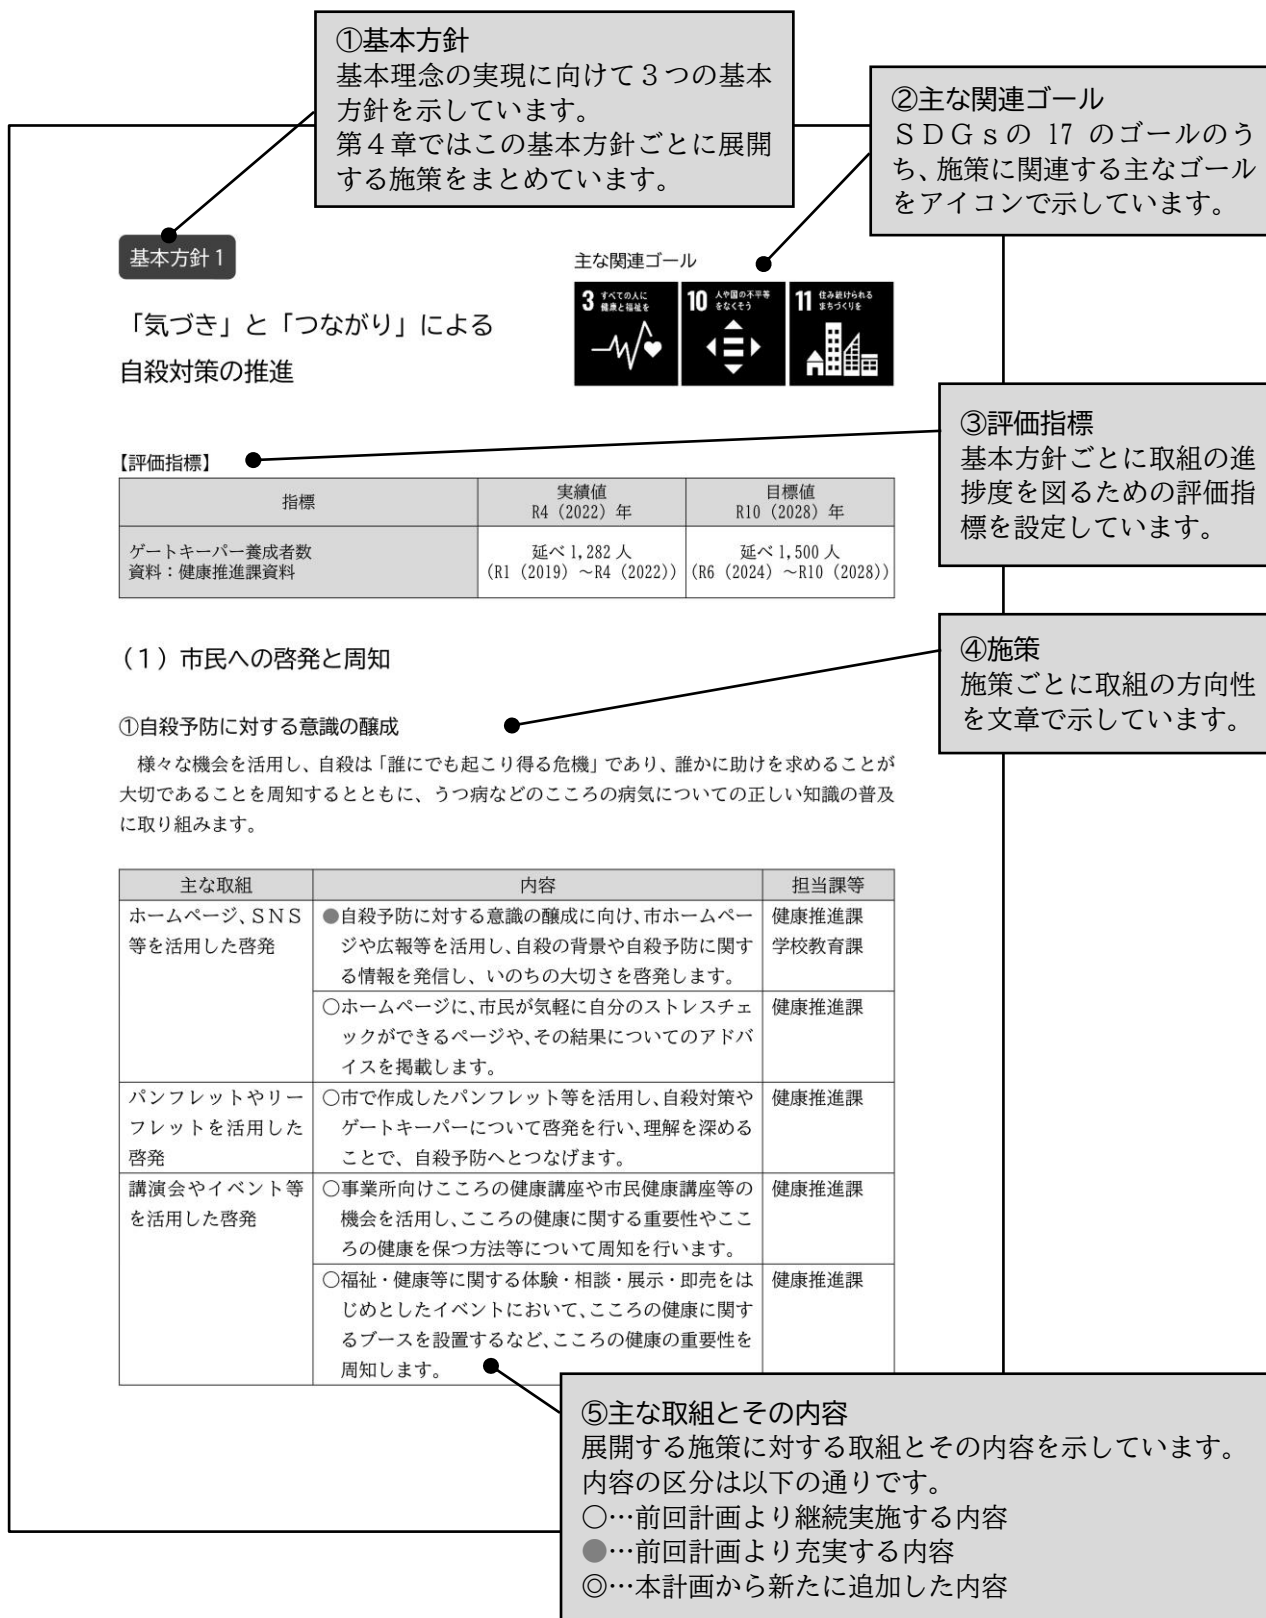 ①基本方針
基本理念の実現に向けて３つの基本
方針を示しています。
第４章ではこの基本方針ごとに展開
する施策をまとめています。
②主な関連ゴール
ＳＤＧｓの 17 のゴールのう
ち、施策に関連する主なゴール
をアイコンで示しています。
基本方針１
主な関連ゴール
3 すべての人に
健康と福祉を
10 人や国の不平等
をなくそう
11 住み続けられる
まちづくりを
「気づき」と「つながり」による
自殺対策の推進
③評価指標
基本方針ごとに取組の進
捗度を図るための評価指
標を設定しています。
【評価指標】
指標
実績値
R4（2022）年
目標値
R10（2028）年
ゲートキーパー養成者数
資料：健康推進課資料
延べ 1,282 人
(R1（2019）～R4（2022））
延べ 1,500 人
(R6（2024）～R10（2028））
④施策
施策ごとに取組の方向性
を文章で示しています。
（１）市民への啓発と周知
①自殺予防に対する意識の醸成
様々な機会を活用し、自殺は「誰にでも起こり得る危機」であり、誰かに助けを求めることが
大切であることを周知するとともに、うつ病などのこころの病気についての正しい知識の普及
に取り組みます。
主な取組
内容
担当課等
ホームページ、ＳＮＳ
等を活用した啓発
●自殺予防に対する意識の醸成に向け、市ホームペー
ジや広報等を活用し、自殺の背景や自殺予防に関す
る情報を発信し、いのちの大切さを啓発します。
健康推進課
学校教育課
○ホームページに、市民が気軽に自分のストレスチェ
ックができるページや、その結果についてのアドバ
イスを掲載します。
健康推進課
パンフレットやリー
フレットを活用した
啓発
○市で作成したパンフレット等を活用し、自殺対策や
ゲートキーパーについて啓発を行い、理解を深める
ことで、自殺予防へとつなげます。
健康推進課
講演会やイベント等
を活用した啓発
○事業所向けこころの健康講座や市民健康講座等の
機会を活用し、こころの健康に関する重要性やここ
ろの健康を保つ方法等について周知を行います。
健康推進課
○福祉・健康等に関する体験・相談・展示・即売をは
じめとしたイベントにおいて、こころの健康に関す
るブースを設置するなど、こころの健康の重要性を
周知します。
健康推進課
⑤主な取組とその内容
展開する施策に対する取組とその内容を示しています。
内容の区分は以下の通りです。
○…前回計画より継続実施する内容
●…前回計画より充実する内容
◎…本計画から新たに追加した内容